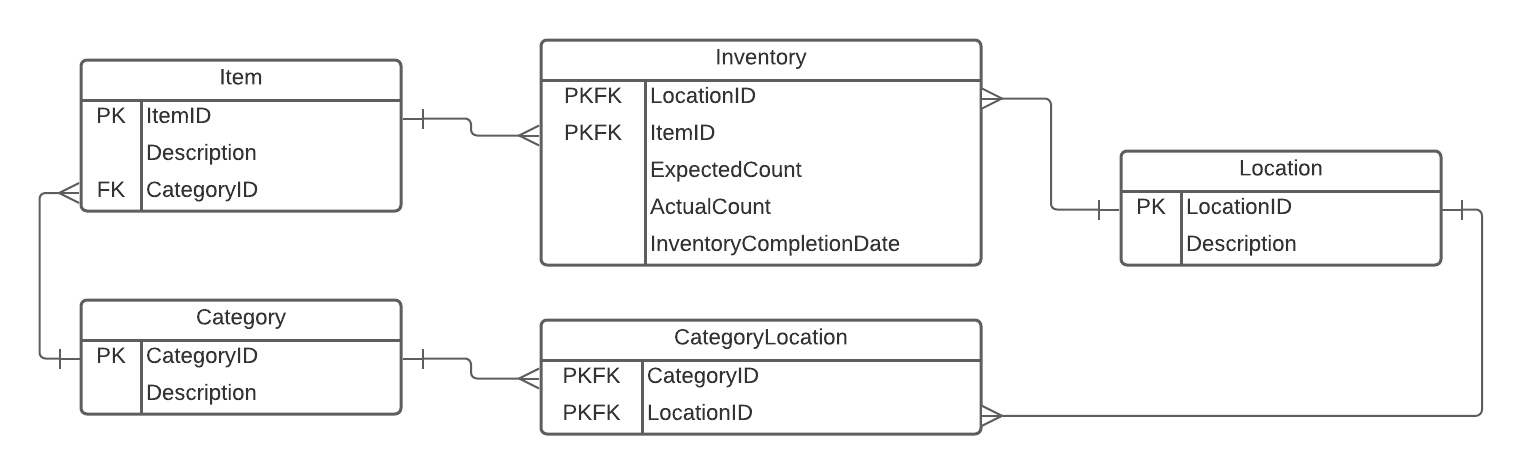 Item
PK ItemID
Description
FK CategoryID
Inventory
PKFK LocationID
PKFK ItemID
ExpectedCount
ActualCount
InventoryCompletionDate
Location
PK LocationID
Description
Category
PK CategoryID
Description
CategoryLocation
PKFK CategoryID
PKFK LocationID